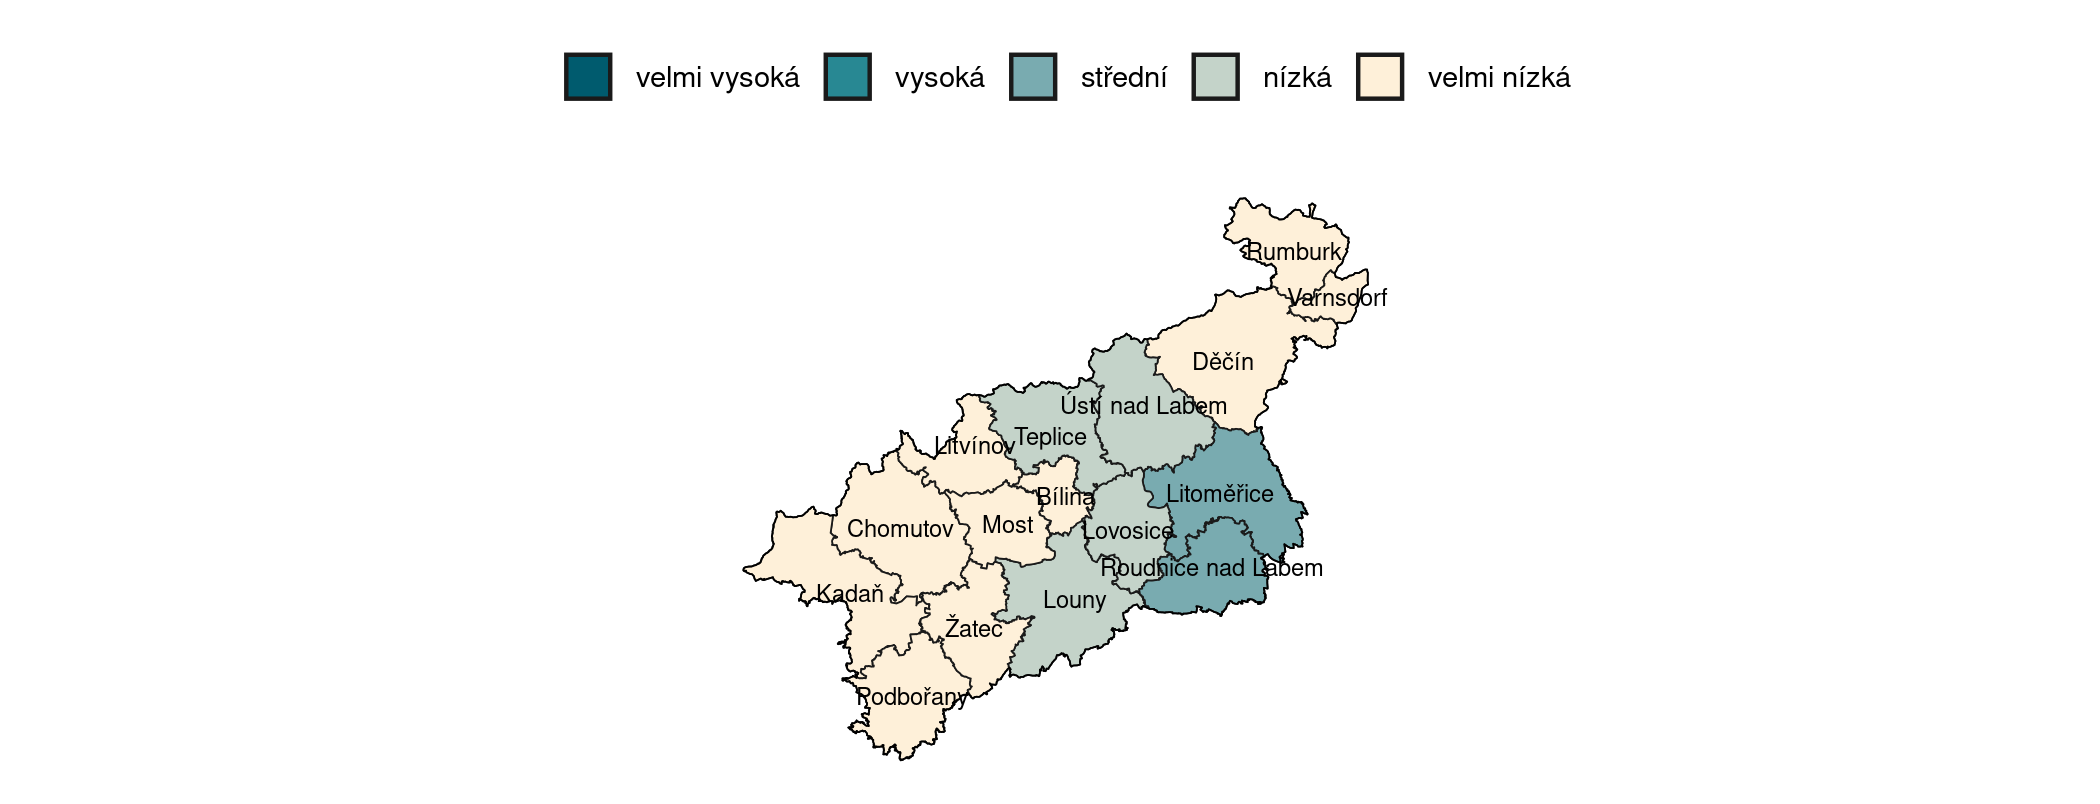 velmi vysoká vysoká střední nízká velmi nízká
Rumburk
Varnsdorf
Děčín
Ústí nad Labem
Teplice
Litvínov
Litoměřice
Bílina
Most
Chomutov
Lovosice
Roudnice nad Labem
Kadaň
Louny
Žatec
Podbořany